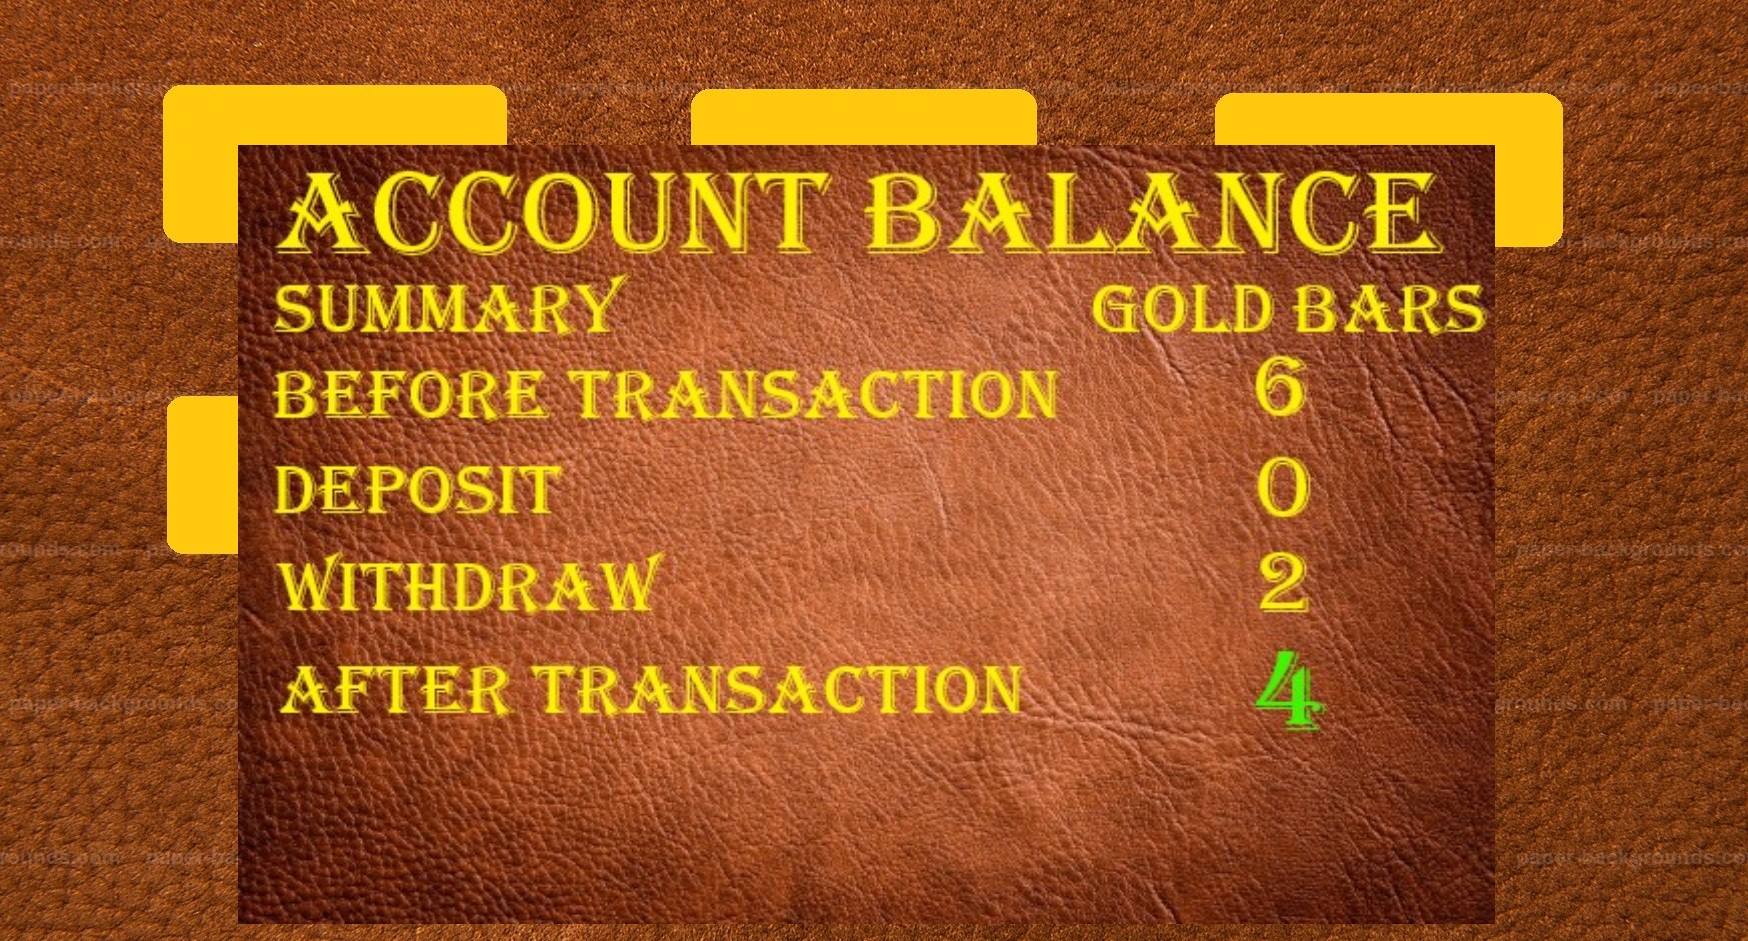 ACCOUNT BALANCE
SUMMARY GOLD BARS
BEFORE TRANSACTION 6
DEPOSIT 0
WITHDRAW 2
AFTER TRANSACTION 4